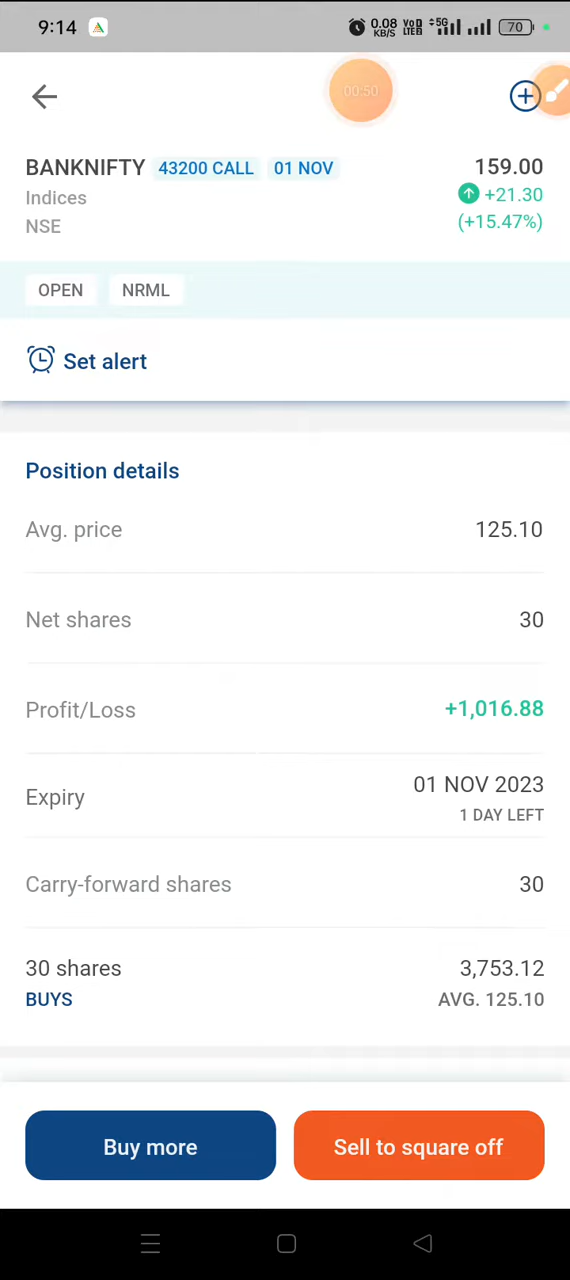 9:14
0.08 KB/S
Vo) LTE
5G
70
00:50
BANKNIFTY 43200 CALL 01 NOV
159.00
Indices
+21.30
NSE
(+15.47%)
OPEN NRML
Set alert
Position details
Avg. price 125.10
Net shares 30
Profit/Loss +1,016.88
Expiry 01 NOV 2023
1 DAY LEFT
Carry-forward shares 30
30 shares 3,753.12
BUYS AVG. 125.10
Buy more Sell to square off